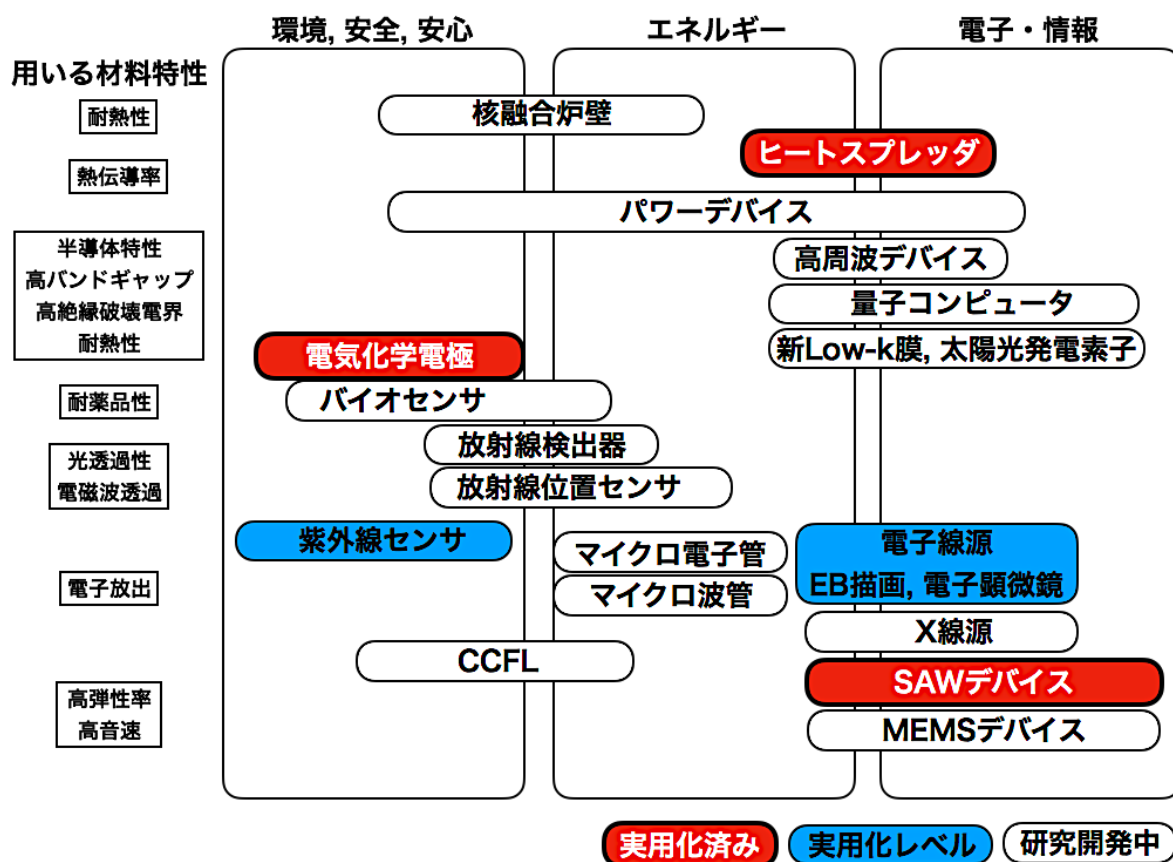 環境, 安全, 安心
エネルギー
電子・情報
用いる材料特性
耐熱性
核融合炉壁
ヒートスプレッダ
熱伝導率
パワーデバイス
半導体特性
高バンドギャップ
高絶縁破壊電界
耐熱性
高周波デバイス
量子コンピュータ
新Low-k膜, 太陽光発電素子
電気化学電極
耐薬品性
バイオセンサ
光透過性
電磁波透過
放射線検出器
放射線位置センサ
紫外線センサ
マイクロ電子管
電子線源
EB描画, 電子顕微鏡
電子放出
マイクロ波管
X線源
CCFL
SAWデバイス
高弾性率
高音速
MEMSデバイス
実用化済み
実用化レベル
研究開発中